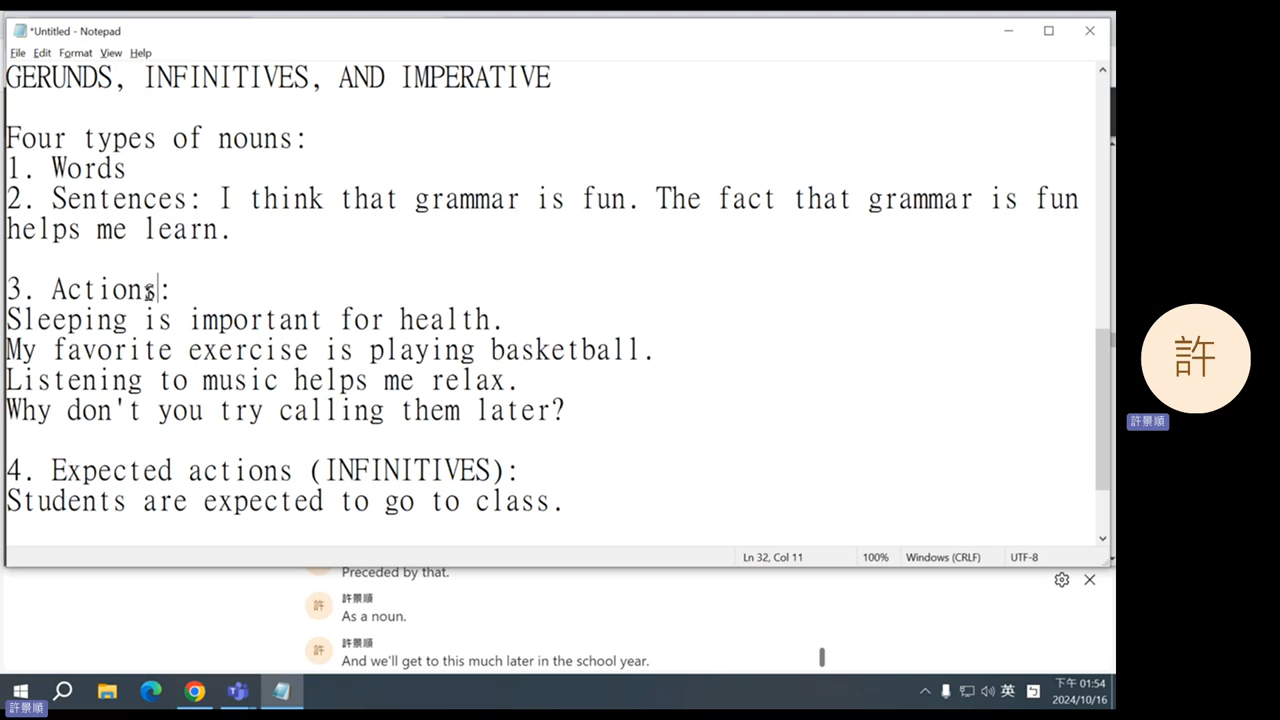 *Untitled - Notepad
File Edit Format View Help
GERUNDS, INFINITIVES, AND IMPERATIVE
Four types of nouns:
1. Words
2. Sentences: I think that grammar is fun. The fact that grammar is fun
helps me learn.
3. Actions:
Sleeping is important for health.
My favorite exercise is playing basketball.
Listening to music helps me relax.
Why don't you try calling them later?
4. Expected actions (INFINITIVES):
Students are expected to go to class.
Ln 32, Col 11 100% Windows (CRLF) UTF-8
Preceded by that.
許 許景順
As a noun.
許 許景順
And we'll get to this much later in the school year.
許
許景順
英
下午 01:54
2024/10/16
許景順